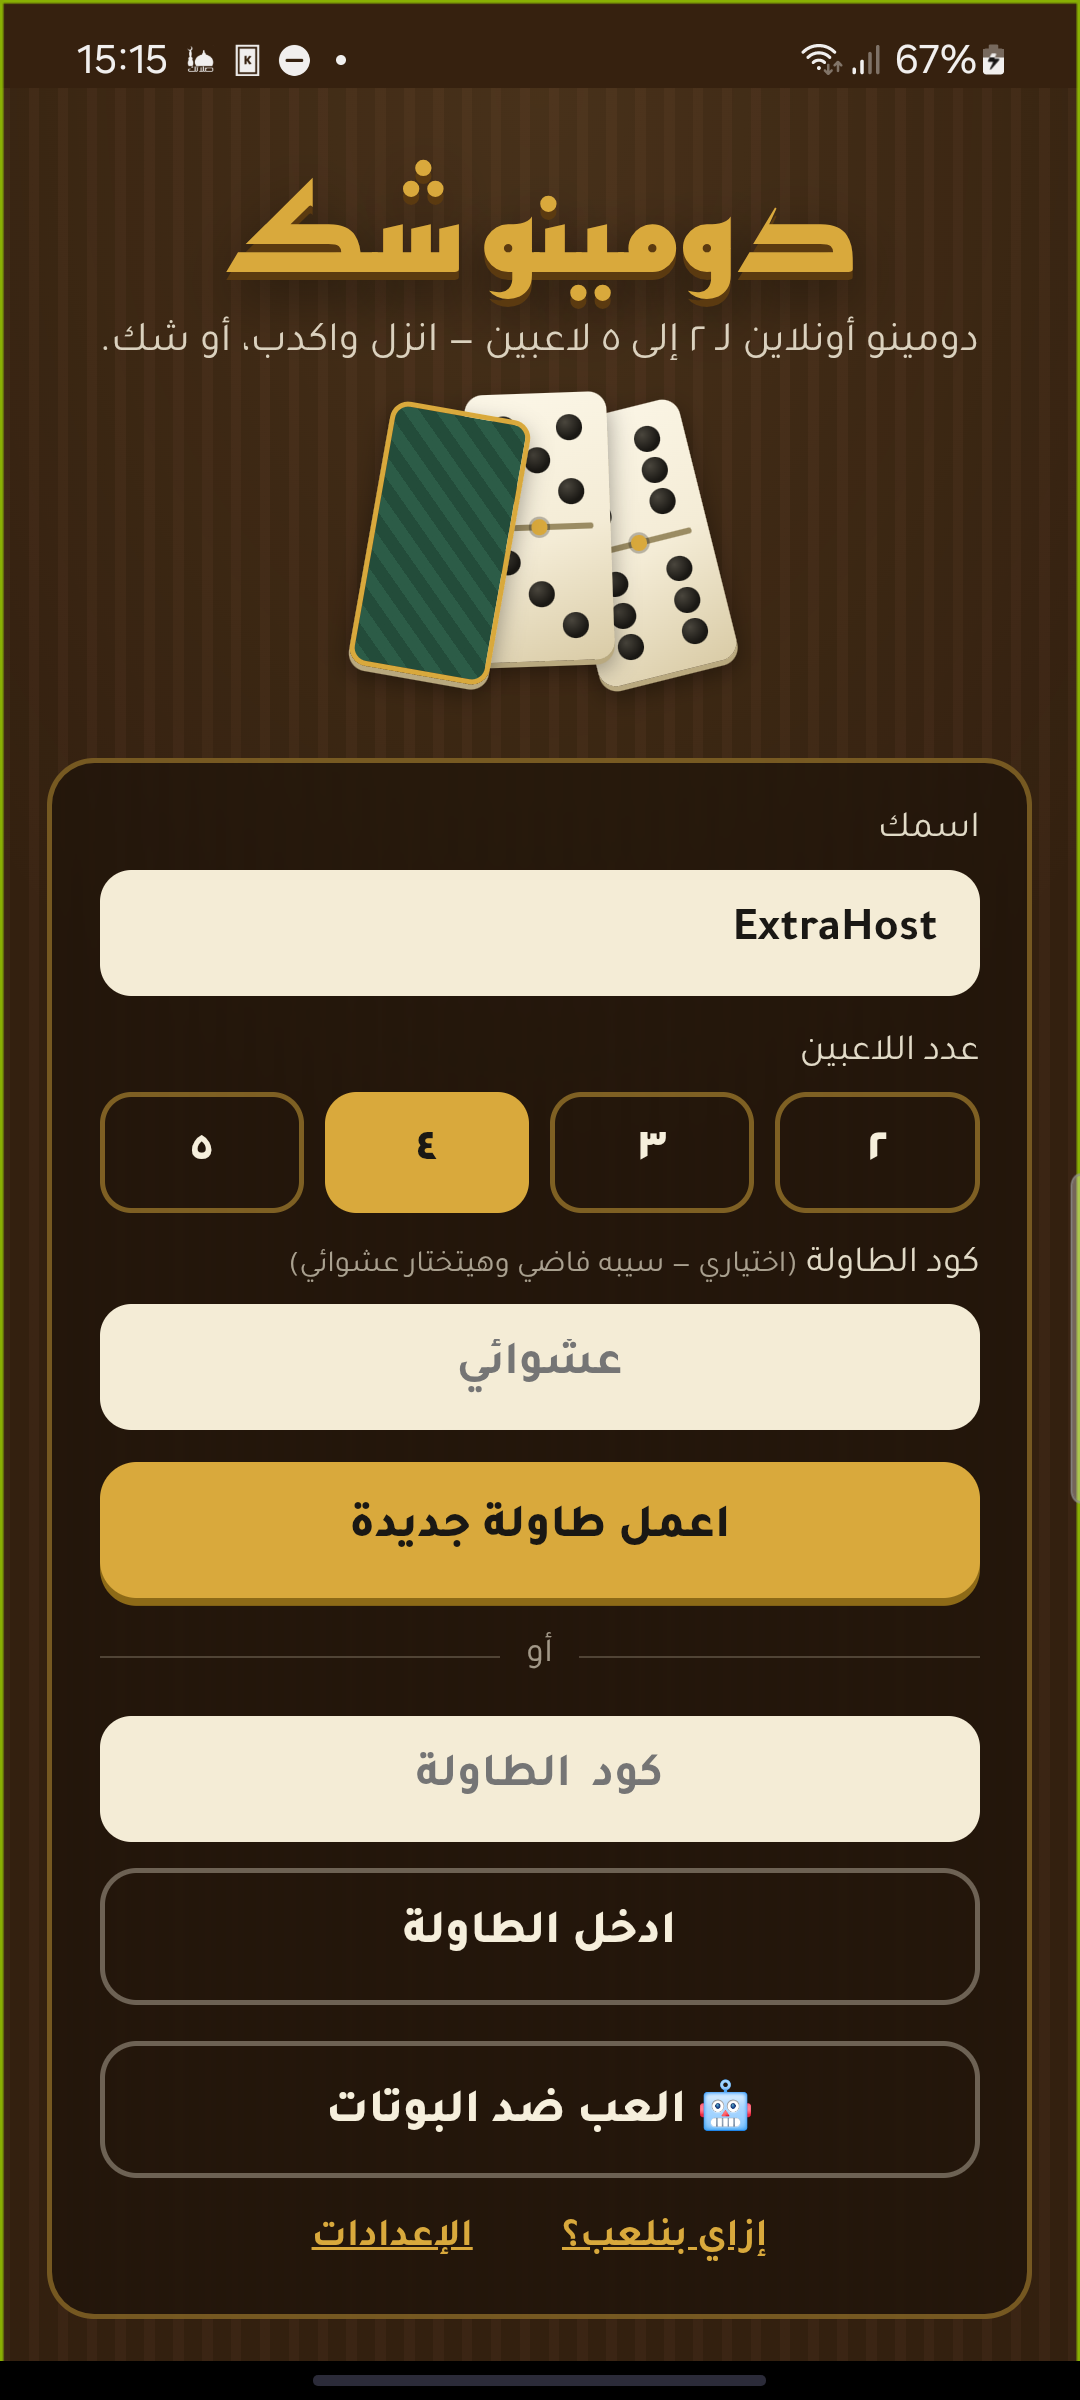 15:15 67%
دومينو شك
دومينو أونلاين لـ ٢ إلى ٥ لاعبين – انزل واكدب، أو شك.
اسمك
ExtraHost
عدد اللاعبين
٢ ٣ ٤ ٥
كود الطاولة (اختياري – سيبه فاضي وهيتختار عشوائي)
عشوائي
اعمل طاولة جديدة
أو
كود الطاولة
ادخل الطاولة
🤖 العب ضد البوتات
إزاي بنلعب؟ الإعدادات